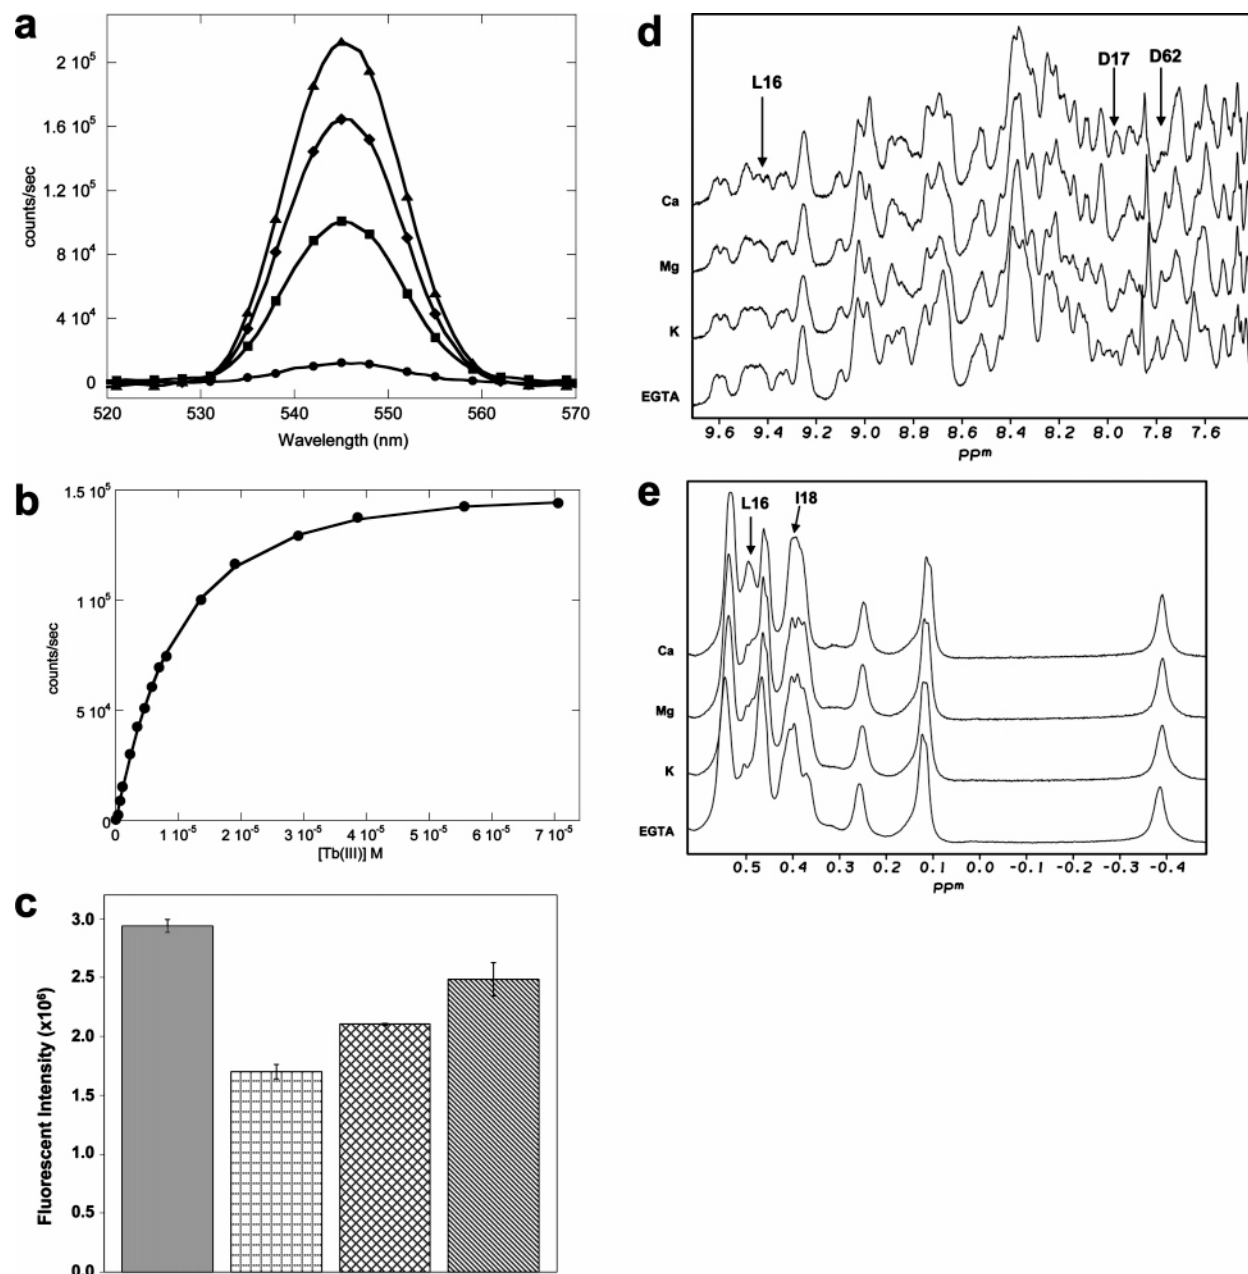 a
2 10⁵
1.6 10⁵
1.2 10⁵
8 10⁴
4 10⁴
0
counts/sec
520 530 540 550 560 570
Wavelength (nm)
b
1.5 10⁵
1 10⁵
5 10⁴
0
counts/sec
0 1 10⁻⁵ 2 10⁻⁵ 3 10⁻⁵ 4 10⁻⁵ 5 10⁻⁵ 6 10⁻⁵ 7 10⁻⁵
[Tb(III)] M
c
3.0
2.5
2.0
1.5
1.0
0.5
0.0
Fluorescent Intensity (x10⁶)
d
L16 D17 D62
Ca
Mg
K
EGTA
9.6 9.4 9.2 9.0 8.8 8.6 8.4 8.2 8.0 7.8 7.6
ppm
e
L16 I18
Ca
Mg
K
EGTA
0.5 0.4 0.3 0.2 0.1 0.0 -0.1 -0.2 -0.3 -0.4
ppm